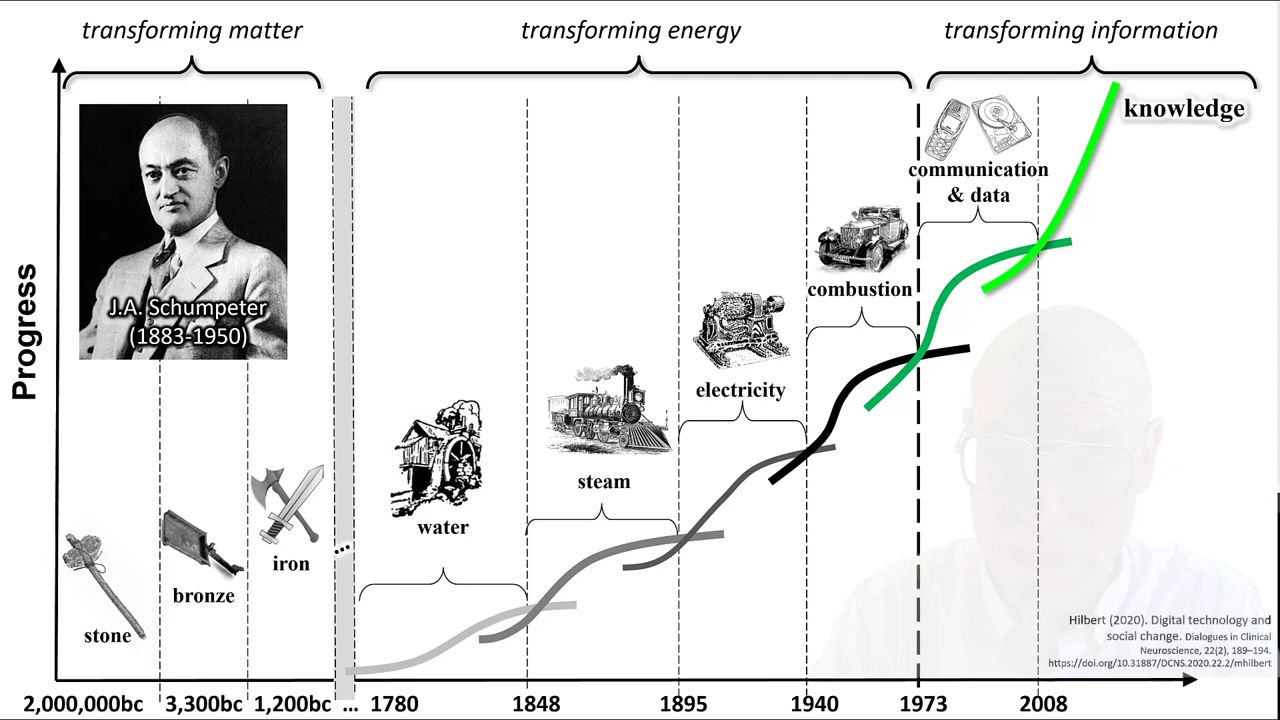 transforming matter
transforming energy
transforming information
knowledge
communication
& data
combustion
electricity
steam
water
iron
bronze
stone
J.A. Schumpeter
(1883-1950)
Progress
Hilbert (2020). Digital technology and
social change. Dialogues in Clinical
Neuroscience, 22(2), 189–194.
https://doi.org/10.31887/DCNS.2020.22.2/mhilbert
2,000,000bc 3,300bc 1,200bc ... 1780 1848 1895 1940 1973 2008